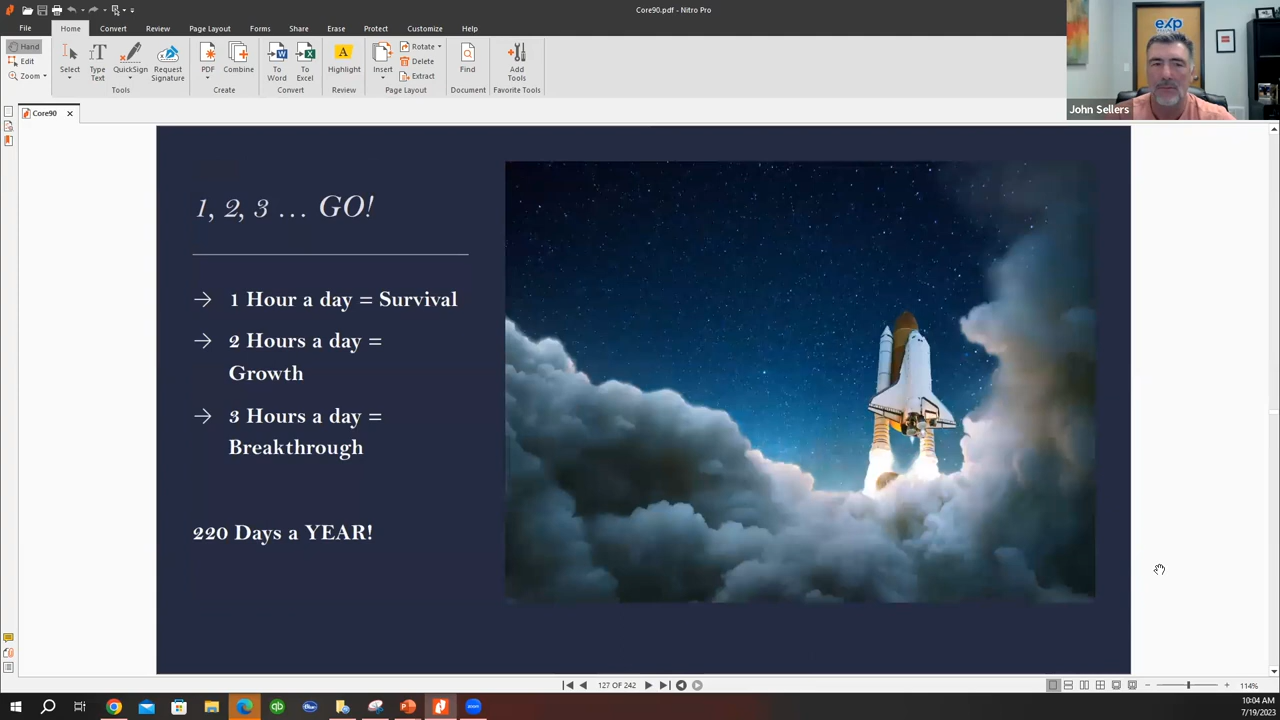 Core90.pdf - Nitro Pro
File Home Convert Review Page Layout Forms Share Erase Protect Customize Help
Hand
Edit
Zoom
Select
Type Text
QuickSign
Request Signature
Tools
PDF
Combine
Create
To Word
To Excel
Convert
Highlight
Review
Insert
Rotate
Delete
Extract
Page Layout
Find
Document
Add Tools
Favorite Tools
exp
John Sellers
Core90
1, 2, 3 … GO!
→ 1 Hour a day = Survival
→ 2 Hours a day =
Growth
→ 3 Hours a day =
Breakthrough
220 Days a YEAR!
127 OF 242
114%
qb
10:04 AM
7/19/2023